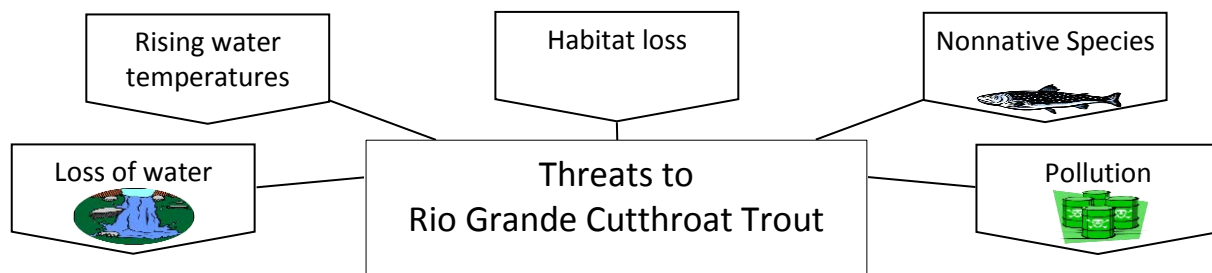 Rising water
temperatures
Habitat loss
Nonnative Species
Loss of water
Threats to
Rio Grande Cutthroat Trout
Pollution